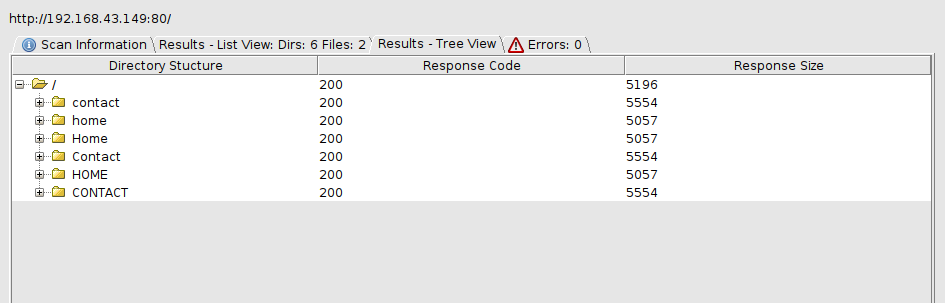 http://192.168.43.149:80/
Scan Information Results - List View: Dirs: 6 Files: 2 Results - Tree View Errors: 0
Directory Stucture Response Code Response Size
/ 200 5196
contact 200 5554
home 200 5057
Home 200 5057
Contact 200 5554
HOME 200 5057
CONTACT 200 5554